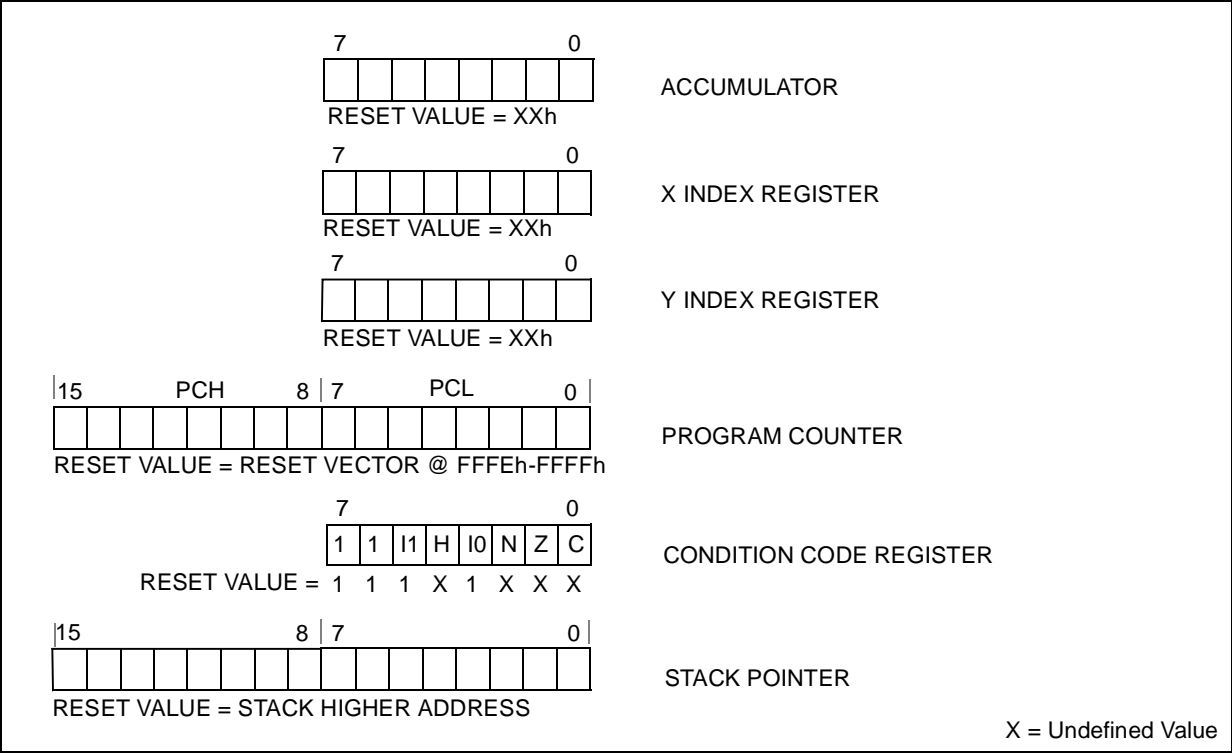 7 0
ACCUMULATOR
RESET VALUE = XXh
7 0
X INDEX REGISTER
RESET VALUE = XXh
7 0
Y INDEX REGISTER
RESET VALUE = XXh
15 PCH 8 7 PCL 0
PROGRAM COUNTER
RESET VALUE = RESET VECTOR @ FFFEh-FFFFh
7 0
1 1 I1 H I0 N Z C
CONDITION CODE REGISTER
RESET VALUE = 1 1 1 X 1 X X X
15 8 7 0
STACK POINTER
RESET VALUE = STACK HIGHER ADDRESS
X = Undefined Value